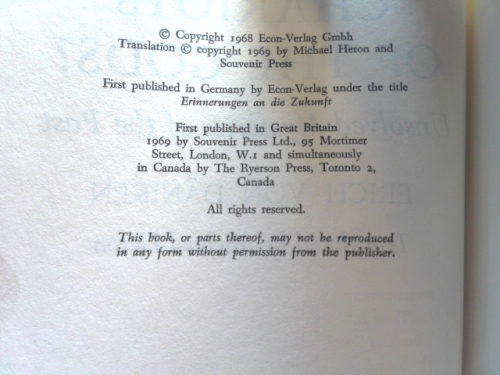 © Copyright 1968 Econ-Verlag Gmbh
Translation © copyright 1969 by Michael Heron and
Souvenir Press
First published in Germany by Econ-Verlag under the title
Erinnerungen an die Zukunft
First published in Great Britain
1969 by Souvenir Press Ltd., 95 Mortimer
Street, London, W.1 and simultaneously
in Canada by The Ryerson Press, Toronto 2,
Canada
All rights reserved.
This book, or parts thereof, may not be reproduced
in any form without permission from the publisher.